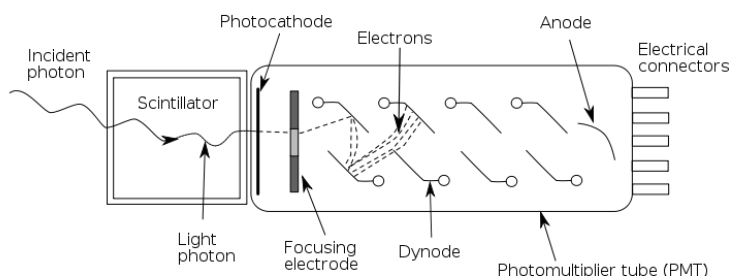 Photocathode
Incident
photon
Scintillator
Electrons
Anode
Electrical
connectors
Light
photon
Focusing
electrode
Dynode
Photomultiplier tube (PMT)